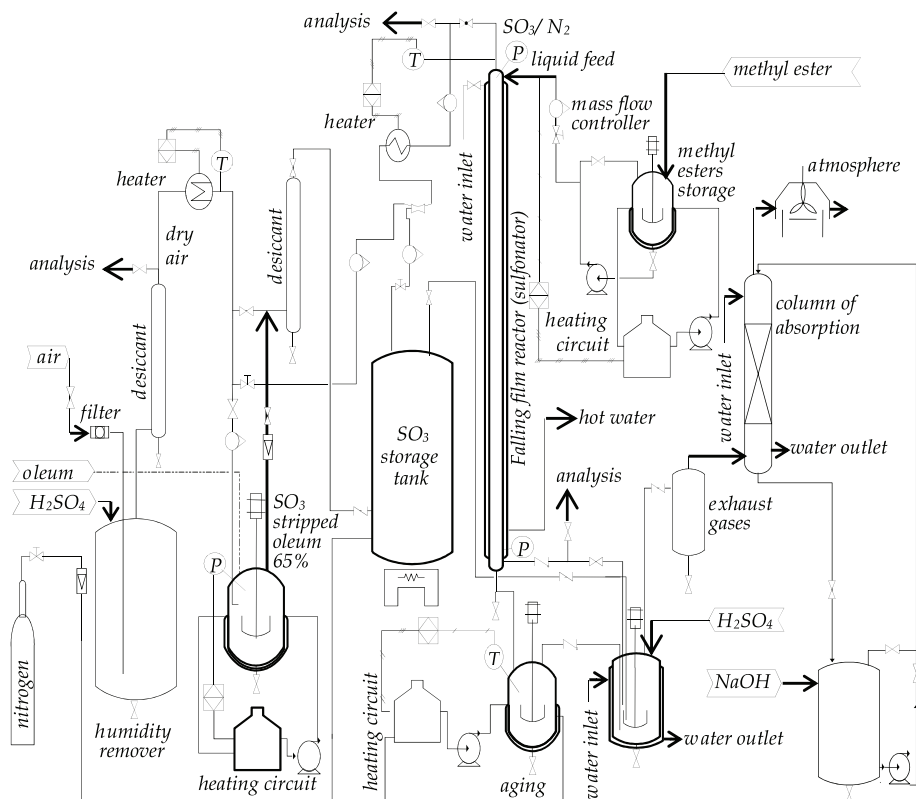 analysis
SO3/ N2
P
liquid feed
T
methyl ester
heater
mass flow
controller
methyl
esters
storage
T
heater
water inlet
atmosphere
dry
air
desiccant
analysis
Falling film reactor (sulfonator)
heating
circuit
column of
absorption
desiccant
air
filter
water inlet
hot water
SO3
storage
tank
water outlet
oleum
H2SO4
SO3
stripped
oleum
65%
analysis
exhaust
gases
P
P
nitrogen
T
H2SO4
NaOH
humidity
remover
heating circuit
heating circuit
aging
water inlet
water outlet